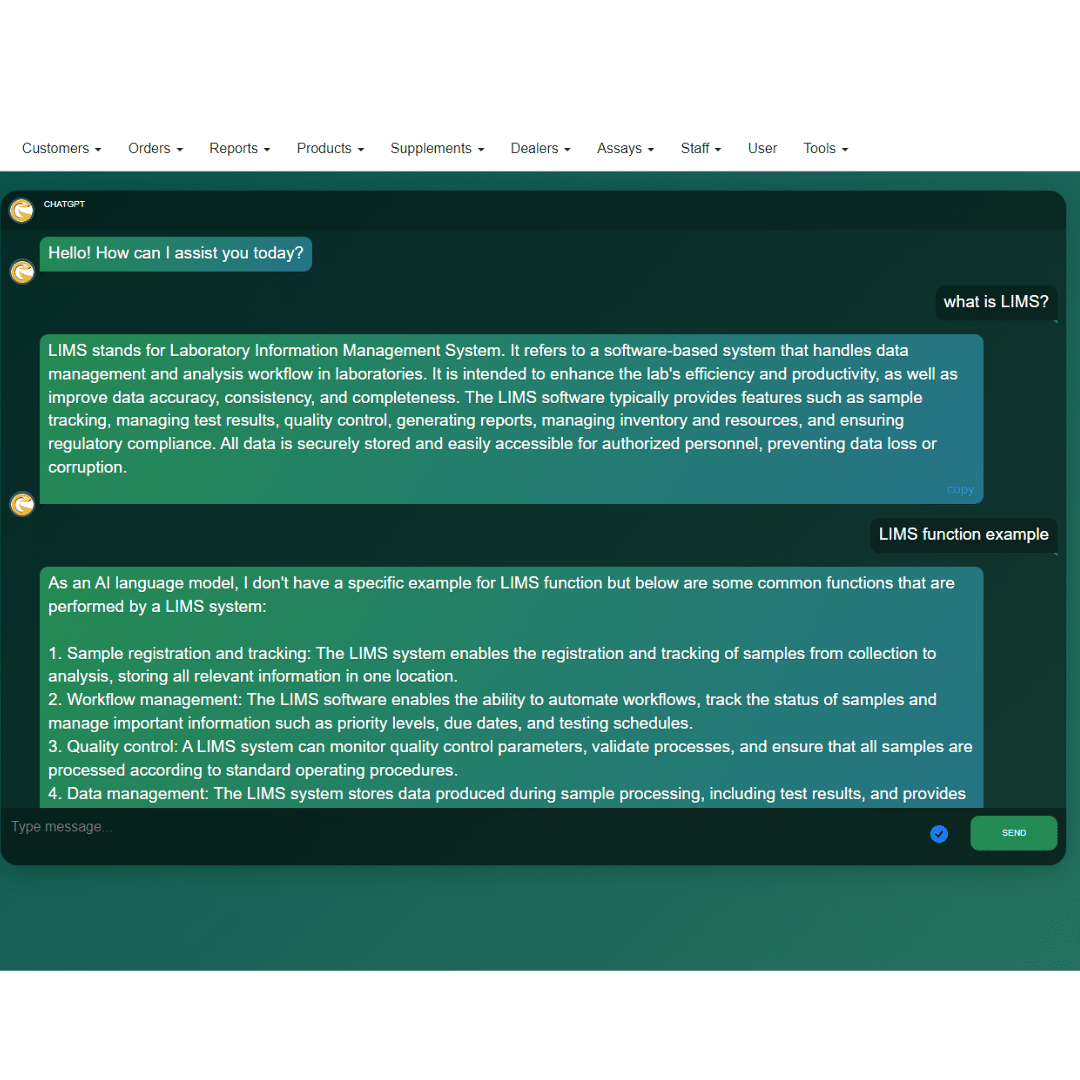 Customers Orders Reports Products Supplements Dealers Assays Staff User Tools
CHATGPT
Hello! How can I assist you today?
what is LIMS?
LIMS stands for Laboratory Information Management System. It refers to a software-based system that handles data
management and analysis workflow in laboratories. It is intended to enhance the lab's efficiency and productivity, as well as
improve data accuracy, consistency, and completeness. The LIMS software typically provides features such as sample
tracking, managing test results, quality control, generating reports, managing inventory and resources, and ensuring
regulatory compliance. All data is securely stored and easily accessible for authorized personnel, preventing data loss or
corruption.
copy
LIMS function example
As an AI language model, I don't have a specific example for LIMS function but below are some common functions that are
performed by a LIMS system:
1. Sample registration and tracking: The LIMS system enables the registration and tracking of samples from collection to
analysis, storing all relevant information in one location.
2. Workflow management: The LIMS software enables the ability to automate workflows, track the status of samples and
manage important information such as priority levels, due dates, and testing schedules.
3. Quality control: A LIMS system can monitor quality control parameters, validate processes, and ensure that all samples are
processed according to standard operating procedures.
4. Data management: The LIMS system stores data produced during sample processing, including test results, and provides
Type message...
SEND